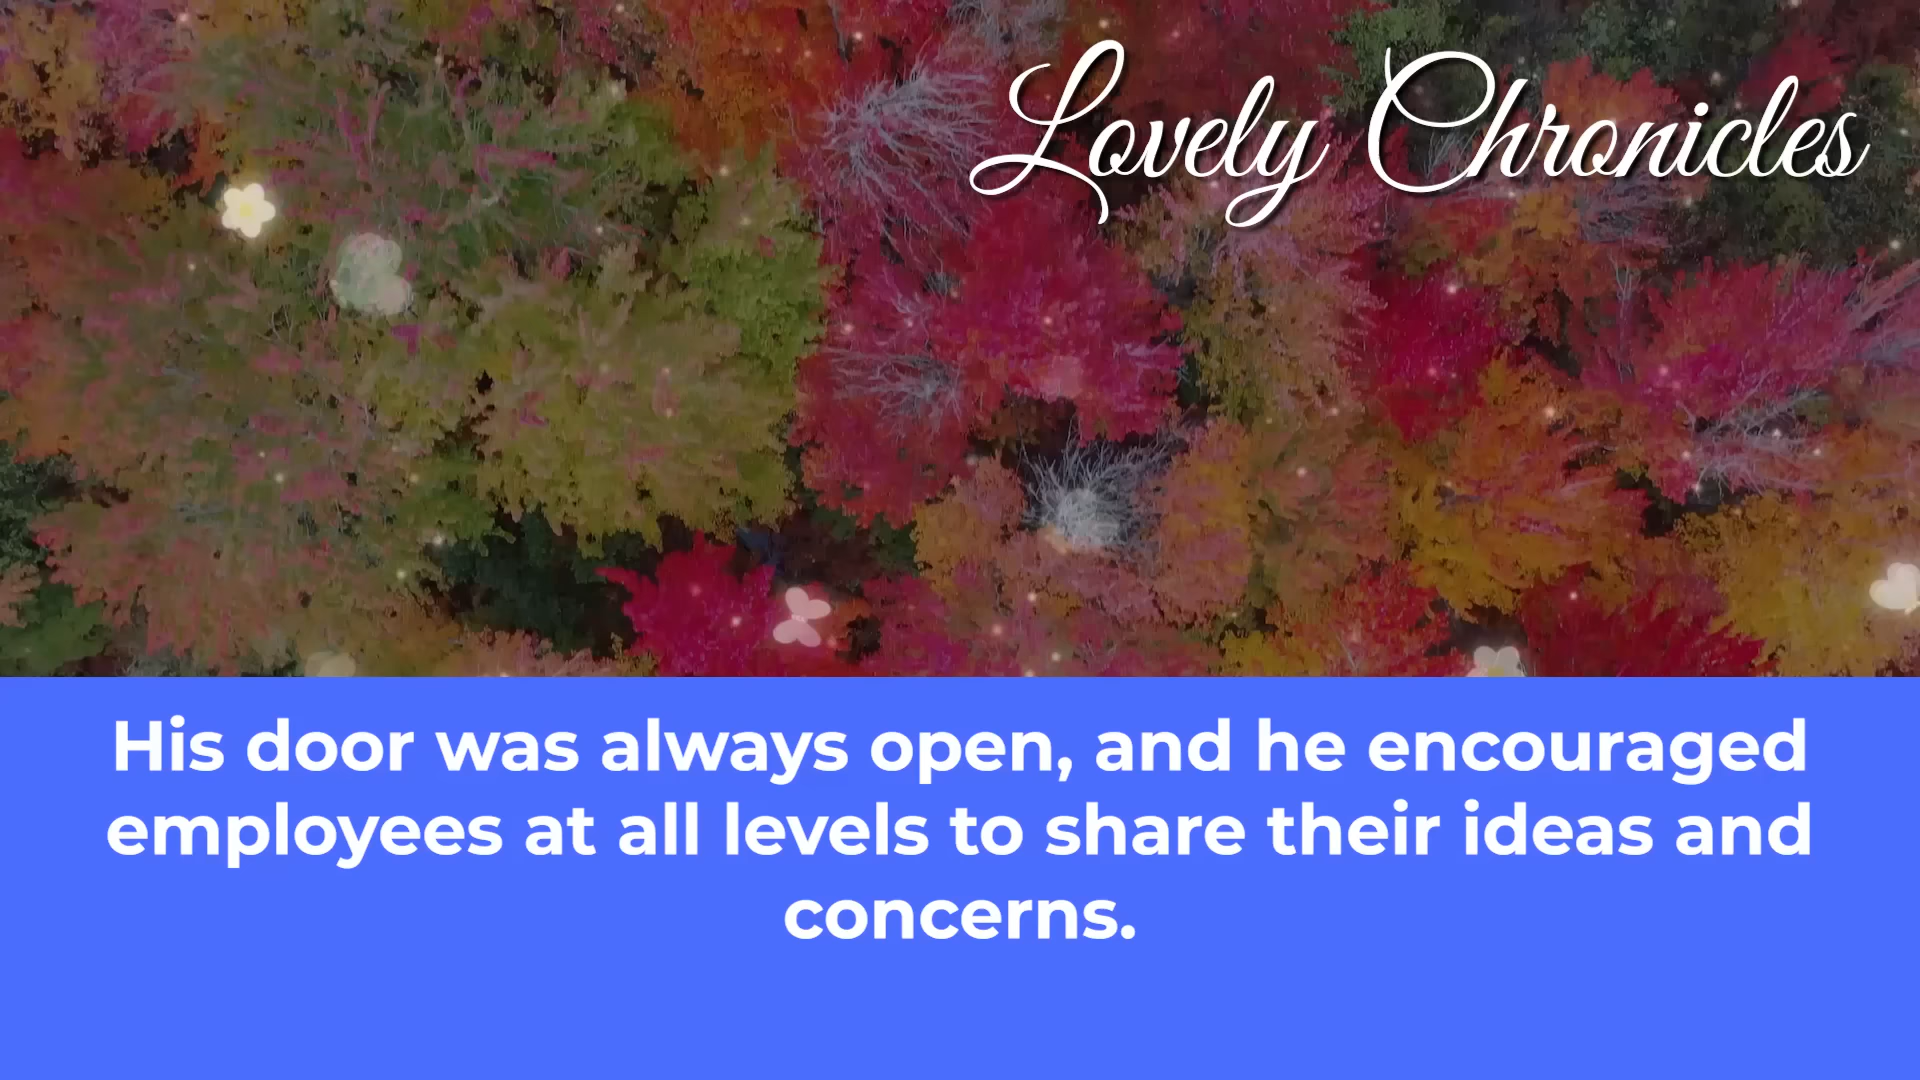 Lovely Chronicles
His door was always open, and he encouraged
employees at all levels to share their ideas and
concerns.